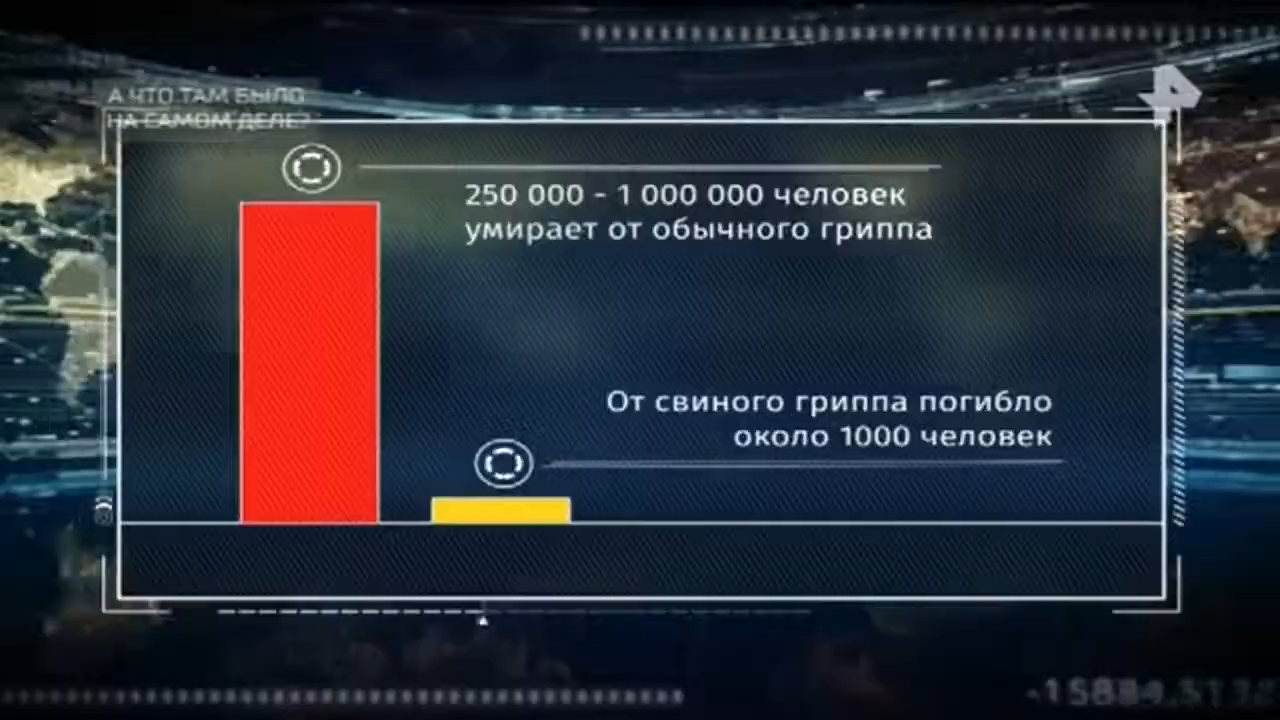 А ЧТО ТАМ БЫЛО
НА САМОМ ДЕЛЕ?
250 000 - 1 000 000 человек
умирает от обычного гриппа
От свиного гриппа погибло
около 1000 человек